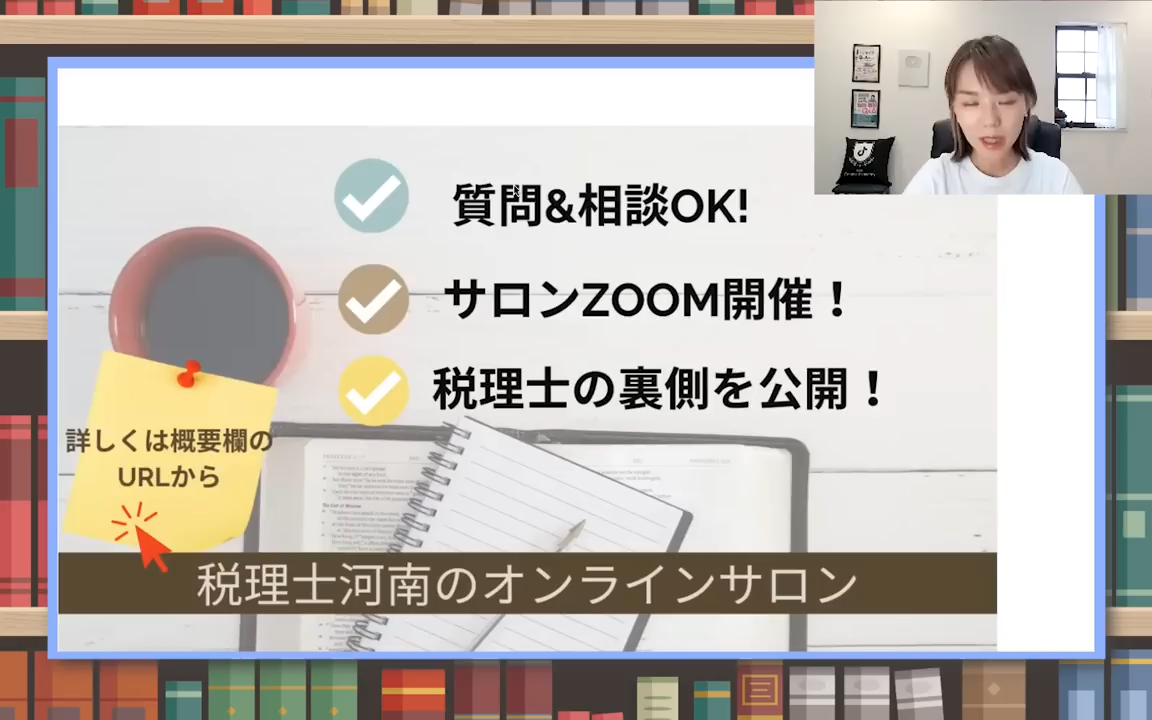 質問&相談OK!
サロンZOOM開催！
税理士の裏側を公開！
詳しくは概要欄の
URLから
税理士河南のオンラインサロン